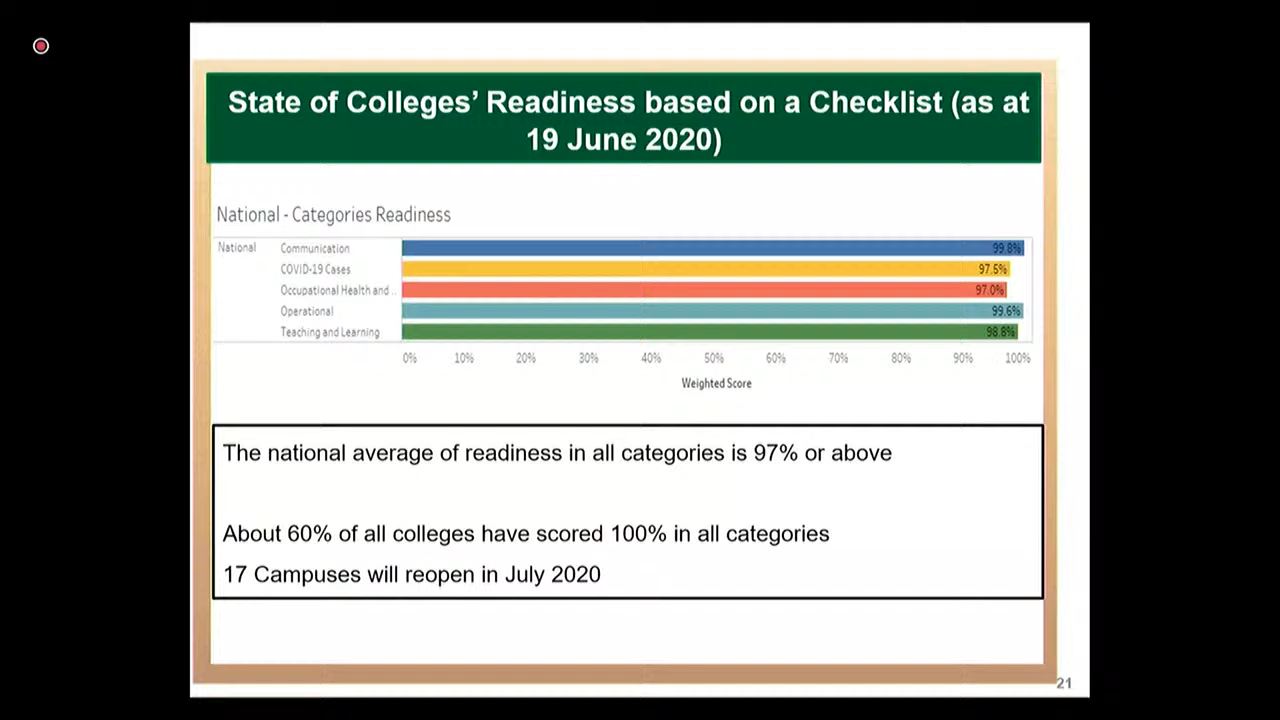 State of Colleges’ Readiness based on a Checklist (as at
19 June 2020)
National - Categories Readiness
National Communication 99.8%
COVID-19 Cases 97.5%
Occupational Health and .. 97.0%
Operational 99.6%
Teaching and Learning 98.8%
0% 10% 20% 30% 40% 50% 60% 70% 80% 90% 100%
Weighted Score
The national average of readiness in all categories is 97% or above
About 60% of all colleges have scored 100% in all categories
17 Campuses will reopen in July 2020
21